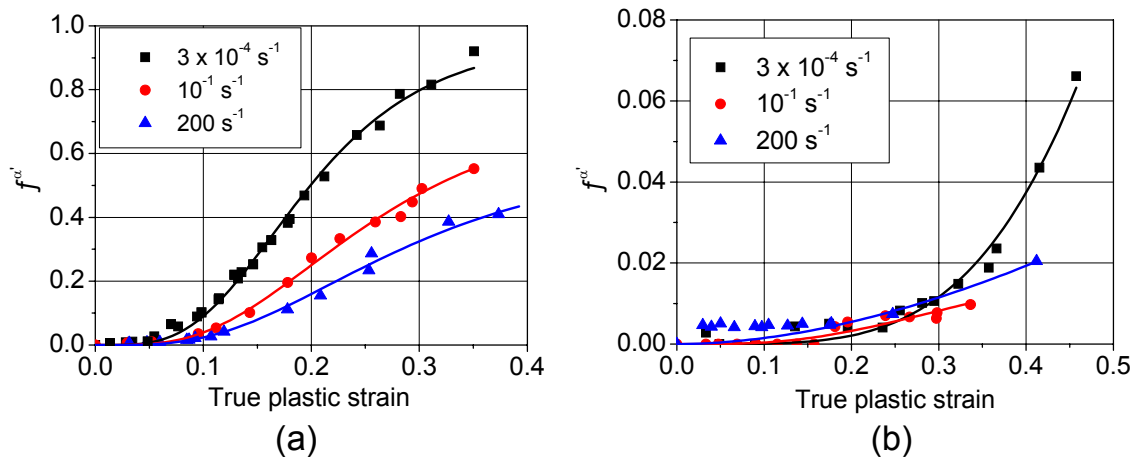 1.0
0.8
0.6
0.4
0.2
0.0
f^α'
3 x 10⁻⁴ s⁻¹
10⁻¹ s⁻¹
200 s⁻¹
0.0 0.1 0.2 0.3 0.4
True plastic strain
(a)
0.08
0.06
0.04
0.02
0.00
f^α'
3 x 10⁻⁴ s⁻¹
10⁻¹ s⁻¹
200 s⁻¹
0.0 0.1 0.2 0.3 0.4 0.5
True plastic strain
(b)